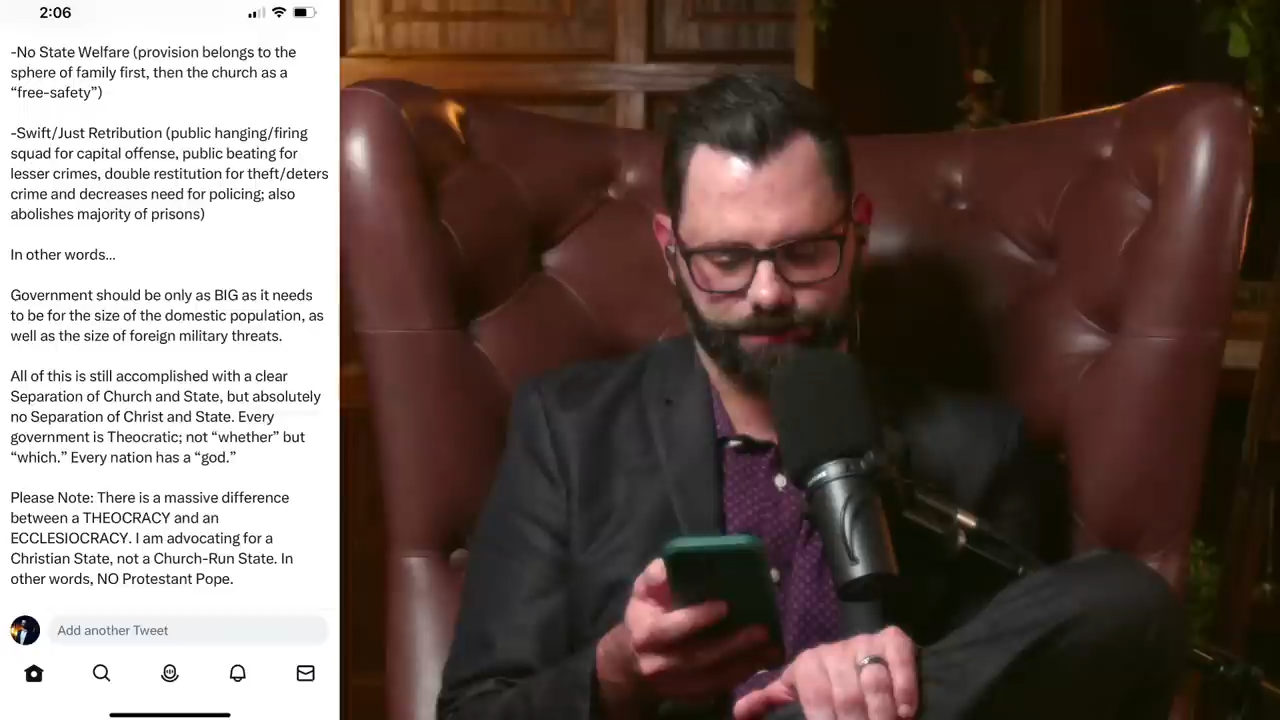 2:06
-No State Welfare (provision belongs to the
sphere of family first, then the church as a
“free-safety”)
-Swift/Just Retribution (public hanging/firing
squad for capital offense, public beating for
lesser crimes, double restitution for theft/deters
crime and decreases need for policing; also
abolishes majority of prisons)
In other words...
Government should be only as BIG as it needs
to be for the size of the domestic population, as
well as the size of foreign military threats.
All of this is still accomplished with a clear
Separation of Church and State, but absolutely
no Separation of Christ and State. Every
government is Theocratic; not “whether” but
“which.” Every nation has a “god.”
Please Note: There is a massive difference
between a THEOCRACY and an
ECCLESIOCRACY. I am advocating for a
Christian State, not a Church-Run State. In
other words, NO Protestant Pope.
Add another Tweet